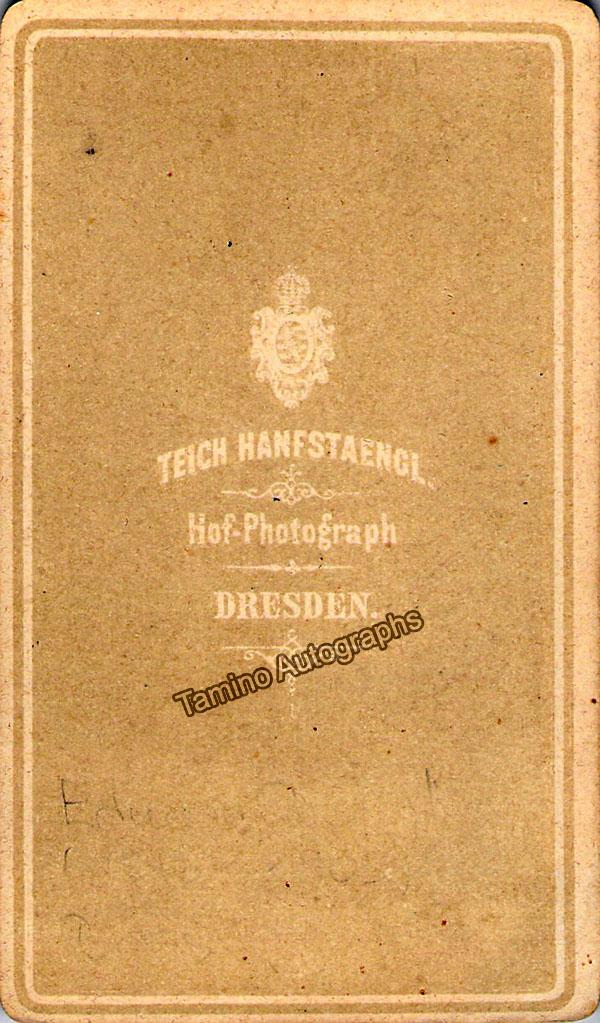 TEICH HANFSTAENGL.
Hof-Photograph
DRESDEN.
Tamino Autographs